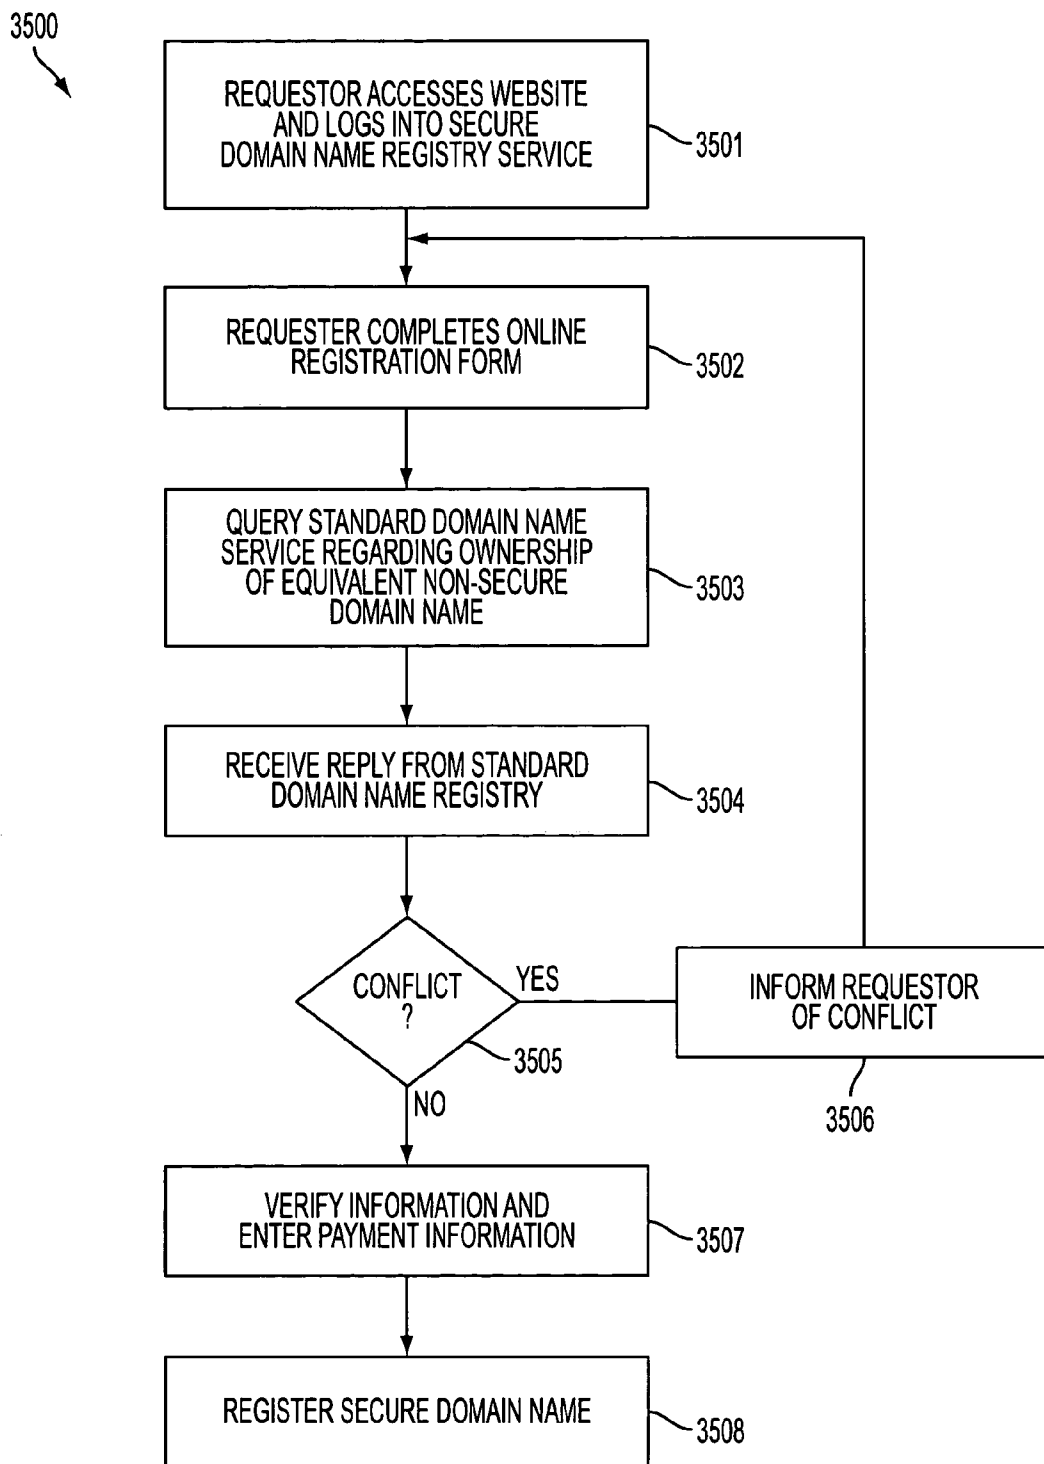 3500
REQUESTOR ACCESSES WEBSITE
AND LOGS INTO SECURE
DOMAIN NAME REGISTRY SERVICE
3501
REQUESTER COMPLETES ONLINE
REGISTRATION FORM
3502
QUERY STANDARD DOMAIN NAME
SERVICE REGARDING OWNERSHIP
OF EQUIVALENT NON-SECURE
DOMAIN NAME
3503
RECEIVE REPLY FROM STANDARD
DOMAIN NAME REGISTRY
3504
CONFLICT
?
YES
3505
NO
INFORM REQUESTOR
OF CONFLICT
3506
VERIFY INFORMATION AND
ENTER PAYMENT INFORMATION
3507
REGISTER SECURE DOMAIN NAME
3508